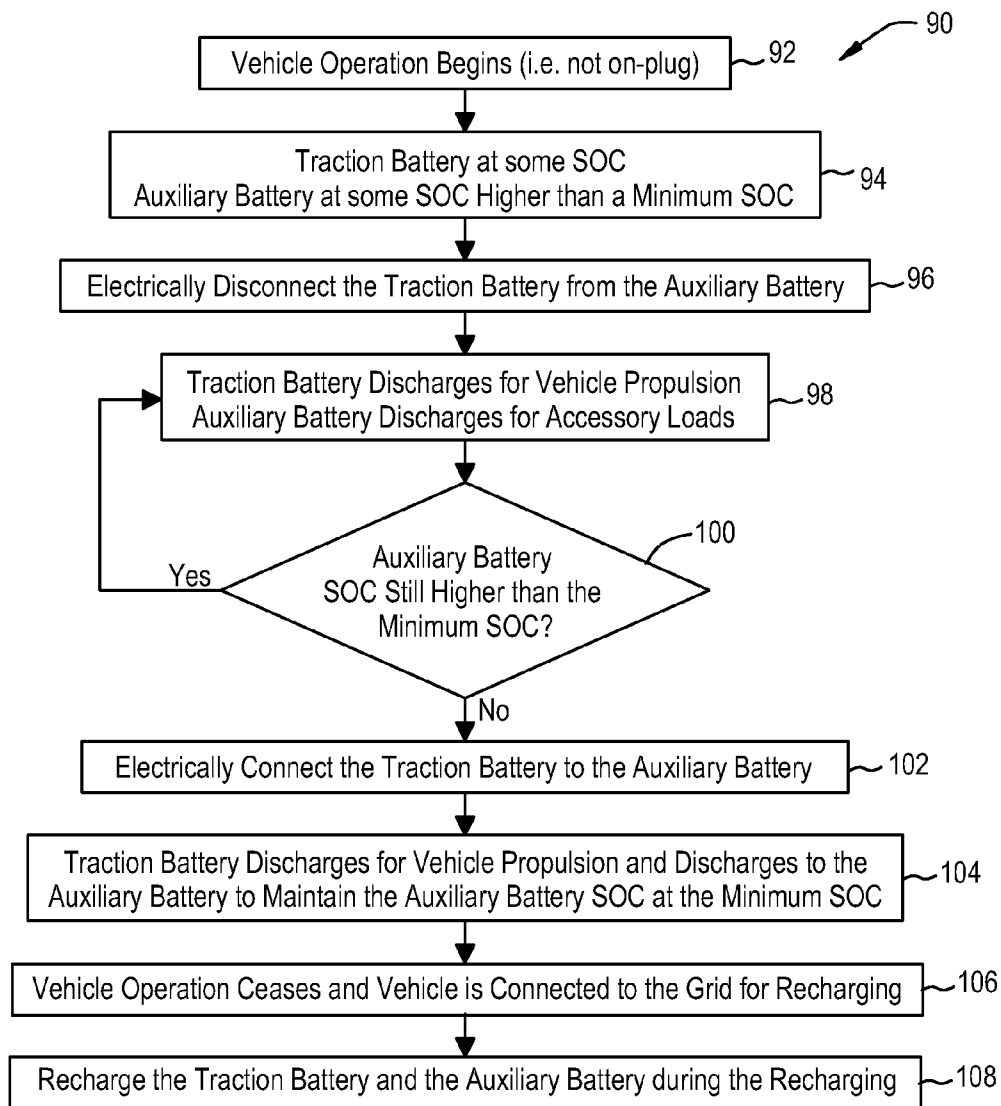 90
Vehicle Operation Begins (i.e. not on-plug)
92
Traction Battery at some SOC
Auxiliary Battery at some SOC Higher than a Minimum SOC
94
Electrically Disconnect the Traction Battery from the Auxiliary Battery
96
Traction Battery Discharges for Vehicle Propulsion
Auxiliary Battery Discharges for Accessory Loads
98
100
Auxiliary Battery
SOC Still Higher than the
Minimum SOC?
Yes
No
Electrically Connect the Traction Battery to the Auxiliary Battery
102
Traction Battery Discharges for Vehicle Propulsion and Discharges to the
Auxiliary Battery to Maintain the Auxiliary Battery SOC at the Minimum SOC
104
Vehicle Operation Ceases and Vehicle is Connected to the Grid for Recharging
106
Recharge the Traction Battery and the Auxiliary Battery during the Recharging
108